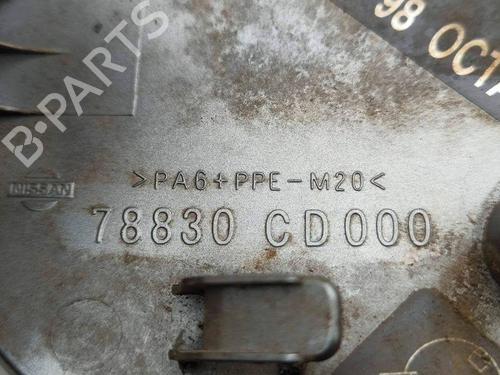 B-PARTS
98 OCT
>PA6+PPE-M20<
NISSAN
78830 CD000